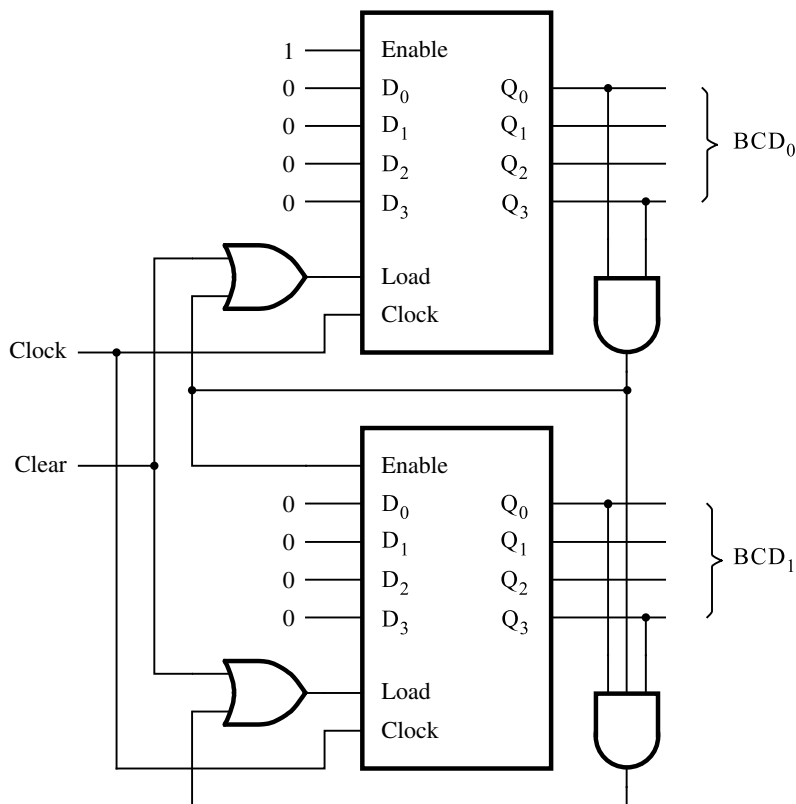 1 Enable
0 D0 Q0
0 D1 Q1
0 D2 Q2
0 D3 Q3
BCD0
Load
Clock
Clock
Clear
Enable
0 D0 Q0
0 D1 Q1
0 D2 Q2
0 D3 Q3
BCD1
Load
Clock